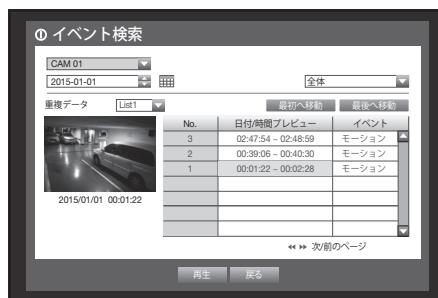 イベント検索
CAM 01
2015-01-01
全体
重複データ List1 最初へ移動 最後へ移動
No. 日付/時間プレビュー イベント
3 02:47:54 ~ 02:48:59 モーション
2 00:39:06 ~ 00:40:30 モーション
1 00:01:22 ~ 00:02:28 モーション
2015/01/01 00:01:22
次/前のページ
再生 戻る